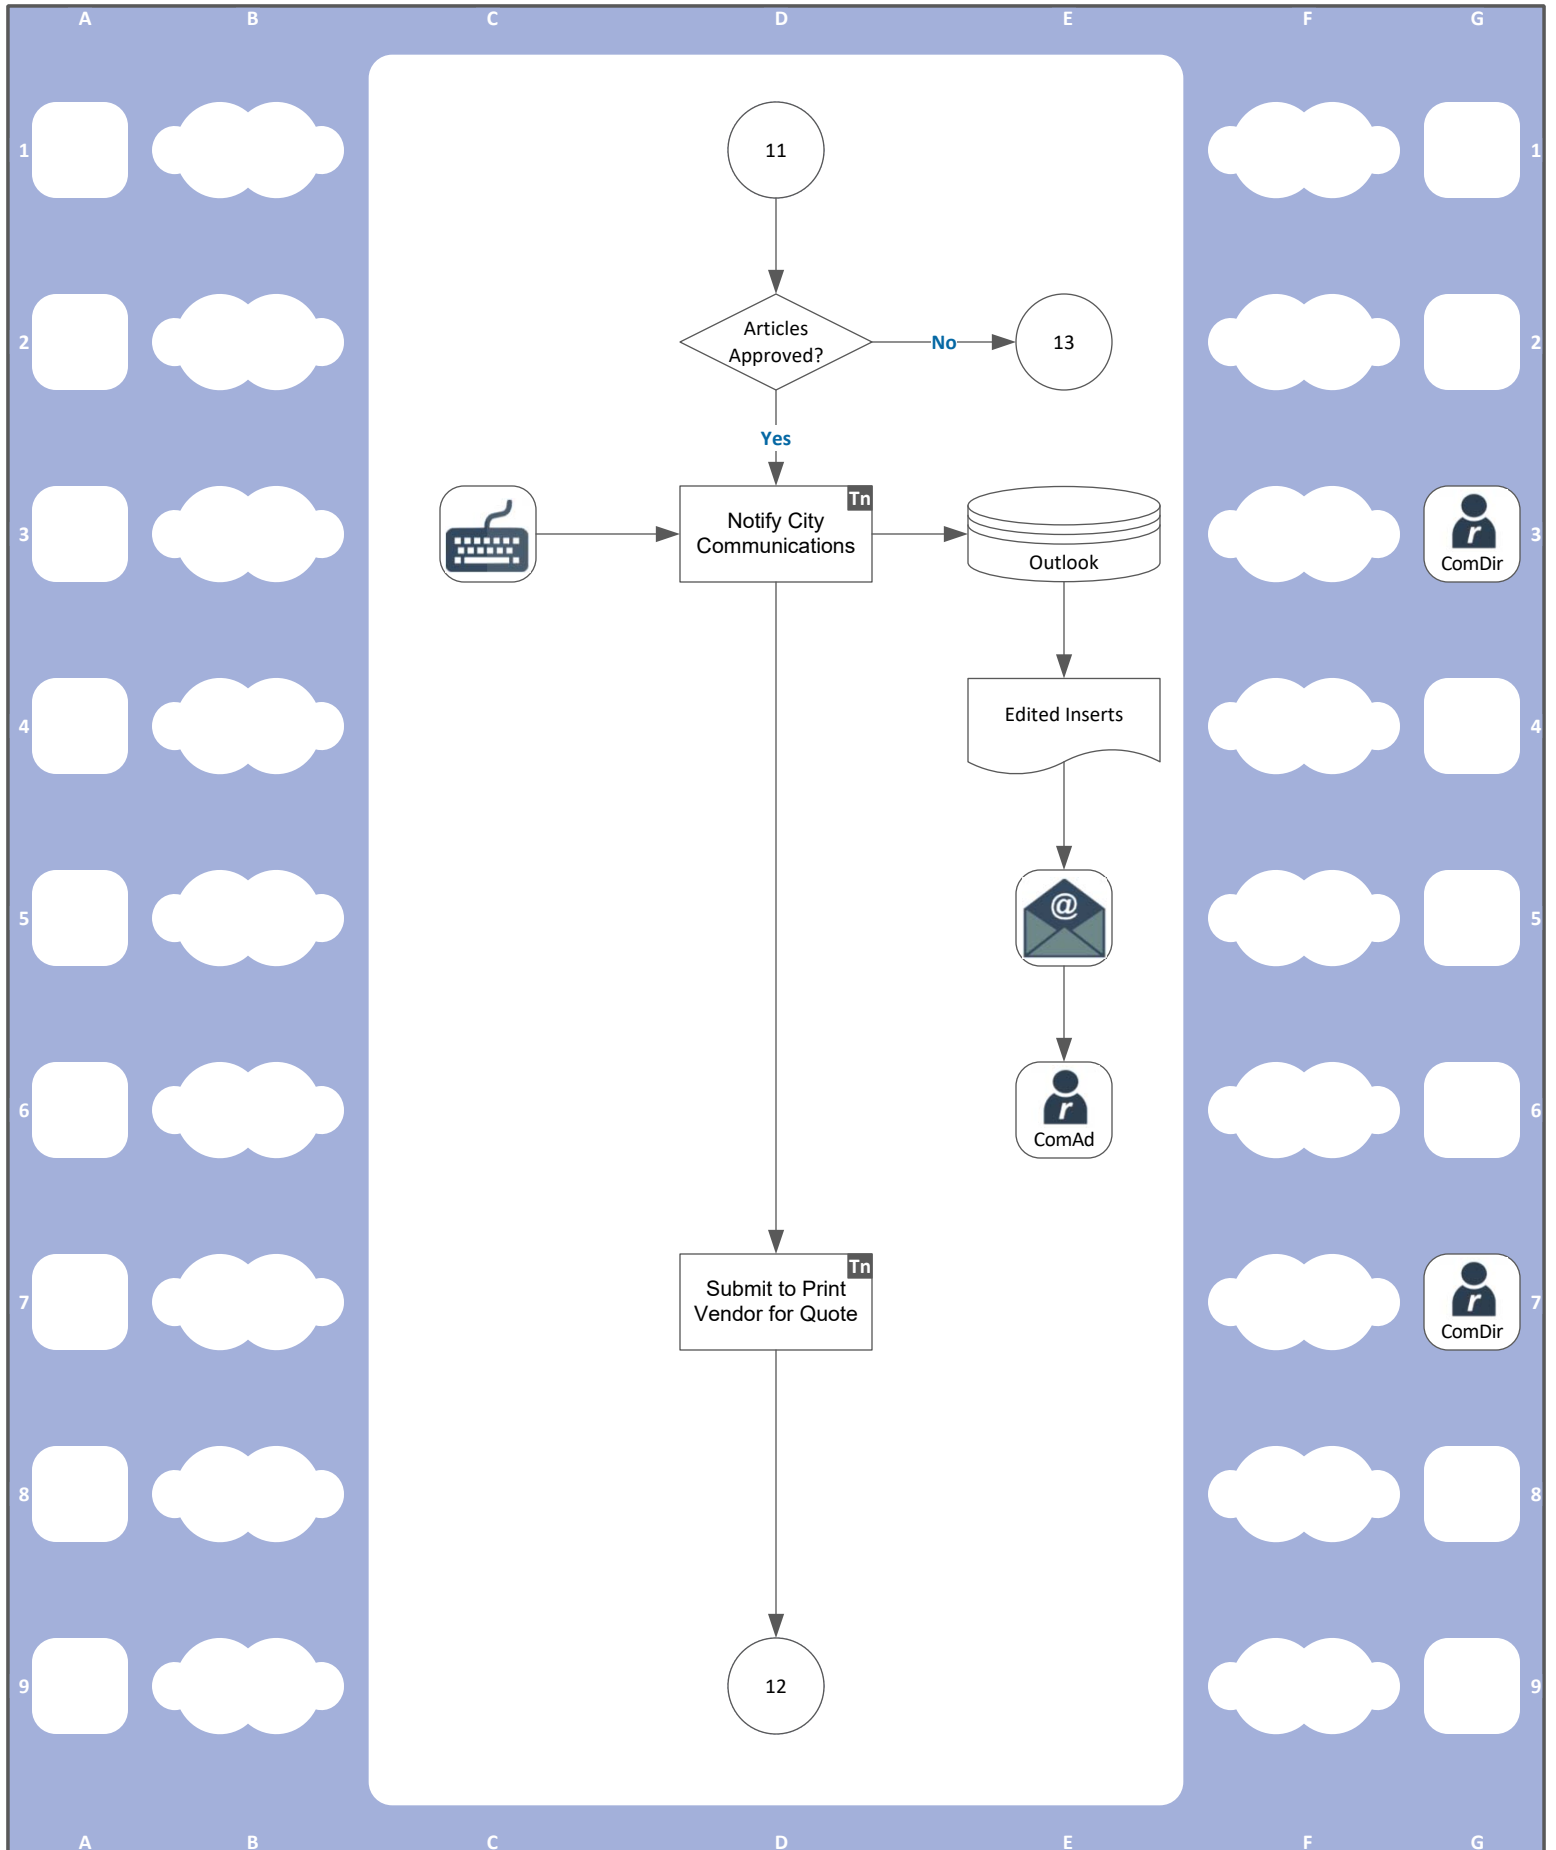 A B C D E F G
1 11 1
2 Articles
Approved? No 13 2
Yes
Tn
3 Notify City
Communications Outlook r ComDir 3
4 Edited Inserts 4
5 @ 5
6 r ComAd 6
Tn
7 Submit to Print
Vendor for Quote r ComDir 7
8 8
9 12 9
A B C D E F G